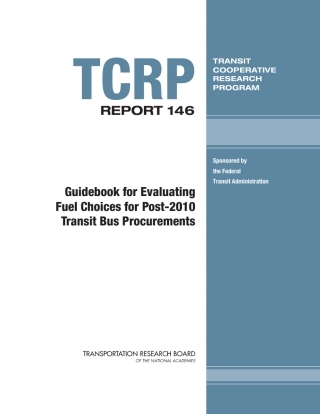 TCRP
REPORT 146
TRANSIT
COOPERATIVE
RESEARCH
PROGRAM
Sponsored by
the Federal
Transit Administration
Guidebook for Evaluating
Fuel Choices for Post-2010
Transit Bus Procurements
TRANSPORTATION RESEARCH BOARD
OF THE NATIONAL ACADEMIES